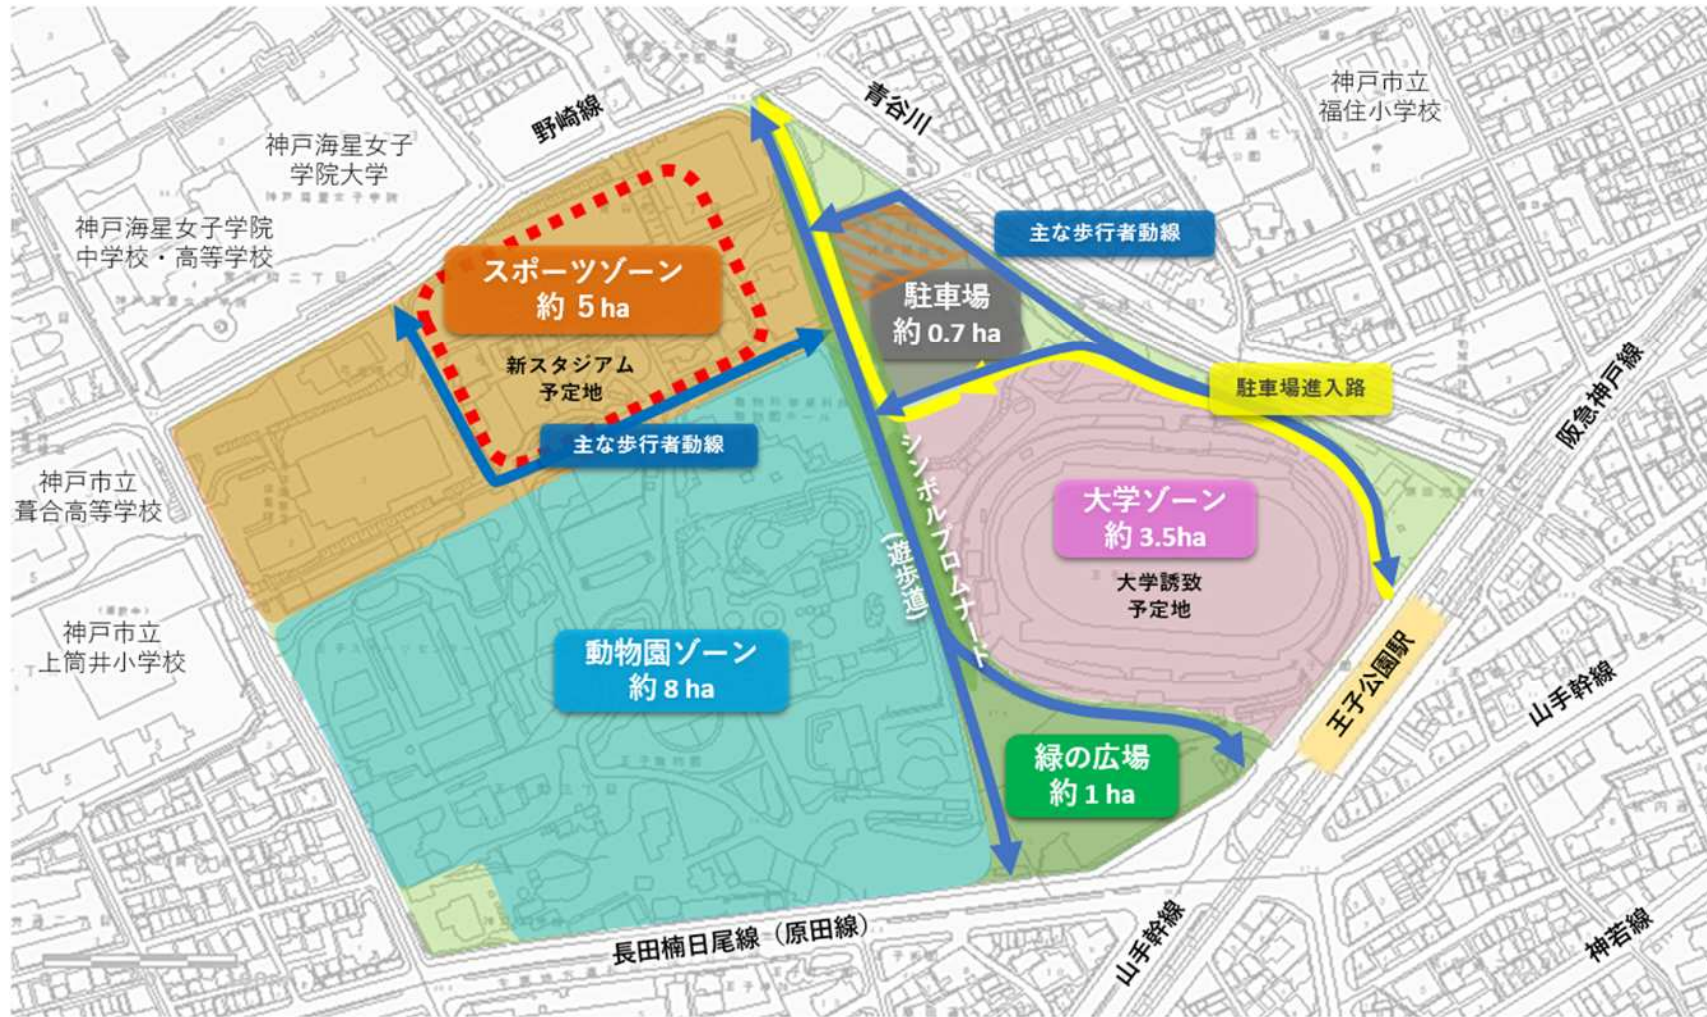 野崎線
青谷川
神戸市立
福住小学校
神戸海星女子
学院大学
神戸海星女子学院
中学校・高等学校
主な歩行者動線
スポーツゾーン
約 5 ha
駐車場
約 0.7 ha
新スタジアム
予定地
駐車場進入路
阪急神戸線
主な歩行者動線
シンボルプロムナード
(遊歩道)
神戸市立
葺合高等学校
大学ゾーン
約 3.5ha
大学誘致
予定地
神戸市立
上筒井小学校
動物園ゾーン
約 8 ha
王子公園駅
山手幹線
緑の広場
約 1 ha
長田楠日尾線（原田線）
山手幹線
神若線